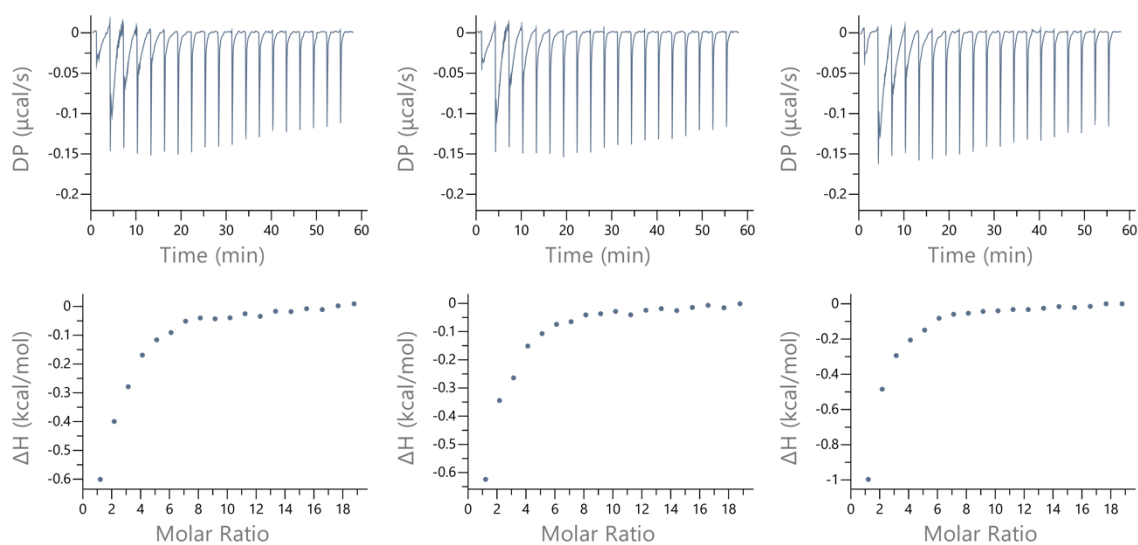 0
-0.05
-0.1
-0.15
-0.2
DP (µcal/s)
0 10 20 30 40 50 60
Time (min)
0
-0.05
-0.1
-0.15
-0.2
DP (µcal/s)
0 10 20 30 40 50 60
Time (min)
0
-0.05
-0.1
-0.15
-0.2
DP (µcal/s)
0 10 20 30 40 50 60
Time (min)
0
-0.1
-0.2
-0.3
-0.4
-0.5
-0.6
ΔH (kcal/mol)
0 2 4 6 8 10 12 14 16 18
Molar Ratio
0
-0.1
-0.2
-0.3
-0.4
-0.5
-0.6
ΔH (kcal/mol)
0 2 4 6 8 10 12 14 16 18
Molar Ratio
0
-0.2
-0.4
-0.6
-0.8
-1
ΔH (kcal/mol)
0 2 4 6 8 10 12 14 16 18
Molar Ratio